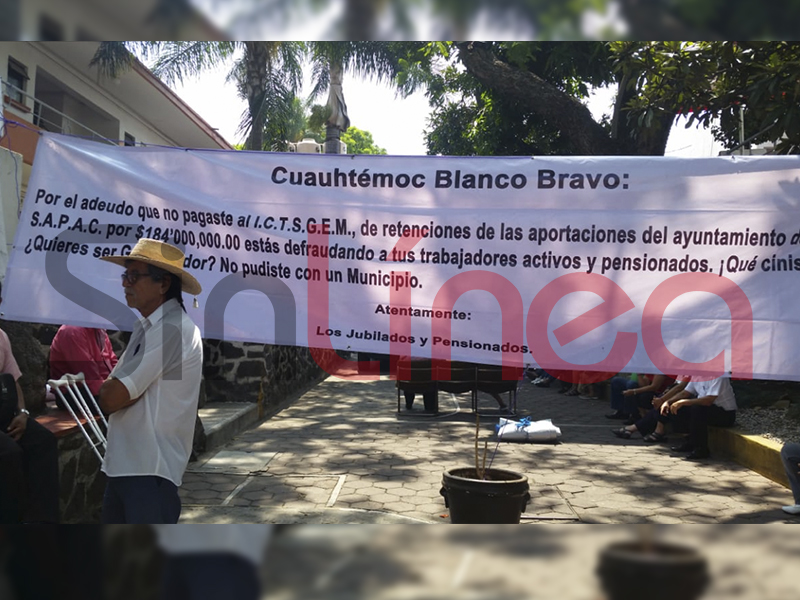 Cuauhtémoc Blanco Bravo:
Por el adeudo que no pagaste al I.C.T.S.G.E.M., de retenciones de las aportaciones del ayuntamiento
S.A.P.A.C. por $184'000,000.00 estás defraudando a tus trabajadores activos y pensionados. ¡Qué
¿Quieres ser No pudiste con un Municipio.
Atentamente:
Los Jubilados y Pensionados.
SinLínea